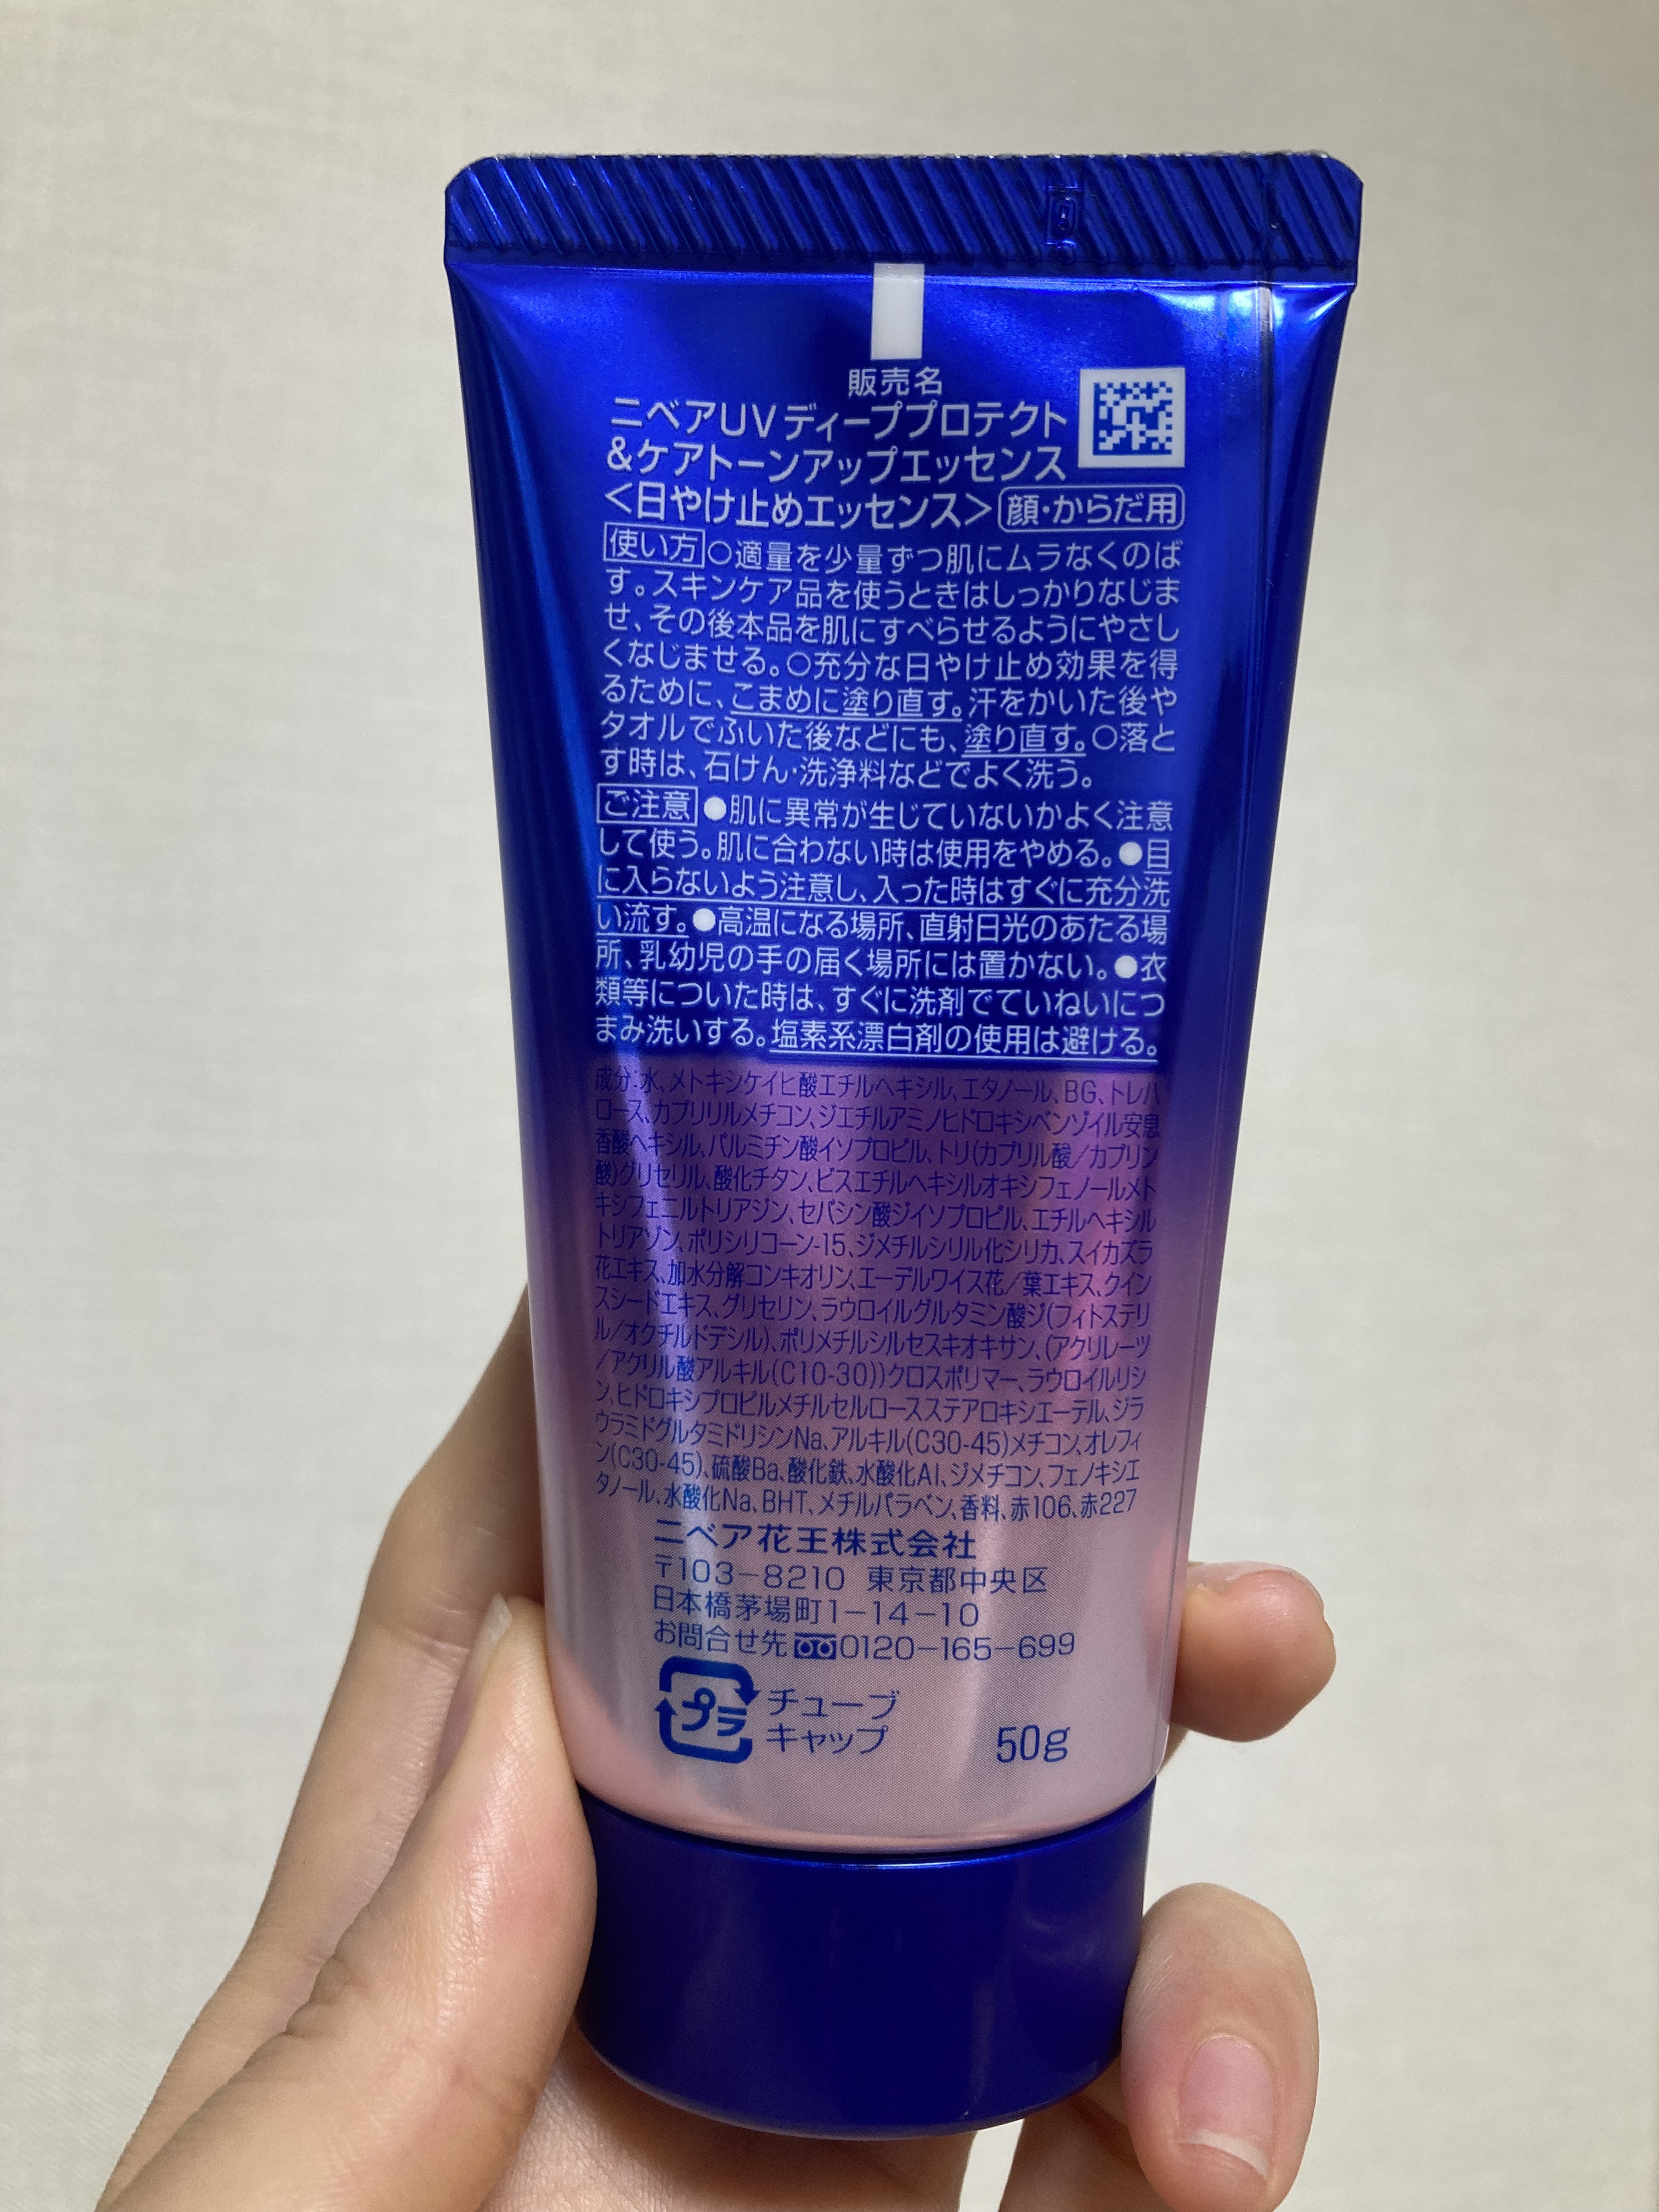 販売名
ニベアUVディーププロテクト
&ケアトーンアップエッセンス
<日やけ止めエッセンス> 顔・からだ用
使い方 ○適量を少量ずつ肌にムラなくのば
す。スキンケア品を使うときはしっかりなじま
せ、その後本品を肌にすべらせるようにやさし
くなじませる。○充分な日やけ止め効果を得
るために、こまめに塗り直す。汗をかいた後や
タオルでふいた後などにも、塗り直す。○落と
す時は、石けん・洗浄料などでよく洗う。
ご注意 ●肌に異常が生じていないかよく注意
して使う。肌に合わない時は使用をやめる。●目
に入らないよう注意し、入った時はすぐに充分洗
い流す。●高温になる場所、直射日光のあたる場
所、乳幼児の手の届く場所には置かない。●衣
類等についた時は、すぐに洗剤でていねいにつ
まみ洗いする。塩素系漂白剤の使用は避ける。
成分:水、メトキシケイヒ酸エチルヘキシル、エタノール、BG、トレハ
ロース、カプリリルメチコン、ジエチルアミノヒドロキシベンゾイル安息
香酸ヘキシル、パルミチン酸イソプロピル、トリ(カプリル酸/カプリン
酸)グリセリル、酸化チタン、ビスエチルヘキシルオキシフェノールメト
キシフェニルトリアジン、セバシン酸ジイソプロピル、エチルヘキシル
トリアゾン、ポリシリコーン-15、ジメチルシリル化シリカ、スイカズラ
花エキス、加水分解コンキオリン、エーデルワイス花/葉エキス、クイン
スシードエキス、グリセリン、ラウロイルグルタミン酸ジ(フィトステリ
ル/オクチルドデシル)、ポリメチルシルセスキオキサン、(アクリレーツ
/アクリル酸アルキル(C10-30))クロスポリマー、ラウロイルリシ
ン、ヒドロキシプロピルメチルセルロースステアロキシエーテル、ジラ
ウラミドグルタミドリシンNa、アルキル(C30-45)メチコン、オレフィ
ン(C30-45)、硫酸Ba、酸化鉄、水酸化Al、ジメチコン、フェノキシエ
タノール、水酸化Na、BHT、メチルパラベン、香料、赤106、赤227
ニベア花王株式会社
〒103-8210 東京都中央区
日本橋茅場町1-14-10
お問合せ先 0120-165-699
プラ チューブ
キャップ
50g